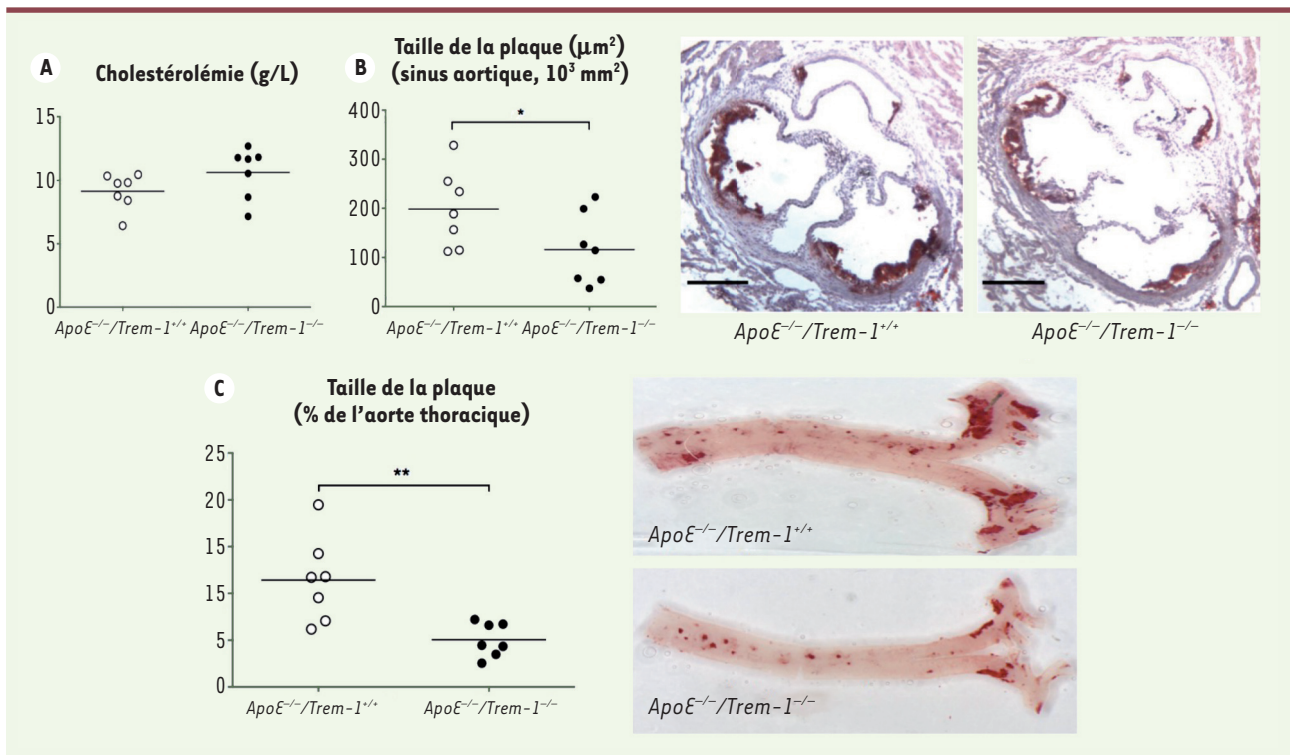 A
Cholestérolémie (g/L)
15
10
5
0
ApoE-/-/Trem-1+/+
ApoE-/-/Trem-1-/-
B
Taille de la plaque (µm²)
(sinus aortique, 10³ mm²)
400
300
200
100
0
*
ApoE-/-/Trem-1+/+
ApoE-/-/Trem-1-/-
ApoE-/-/Trem-1+/+
ApoE-/-/Trem-1-/-
C
Taille de la plaque
(% de l'aorte thoracique)
25
20
15
15
5
0
**
ApoE-/-/Trem-1+/+
ApoE-/-/Trem-1-/-
ApoE-/-/Trem-1+/+
ApoE-/-/Trem-1-/-